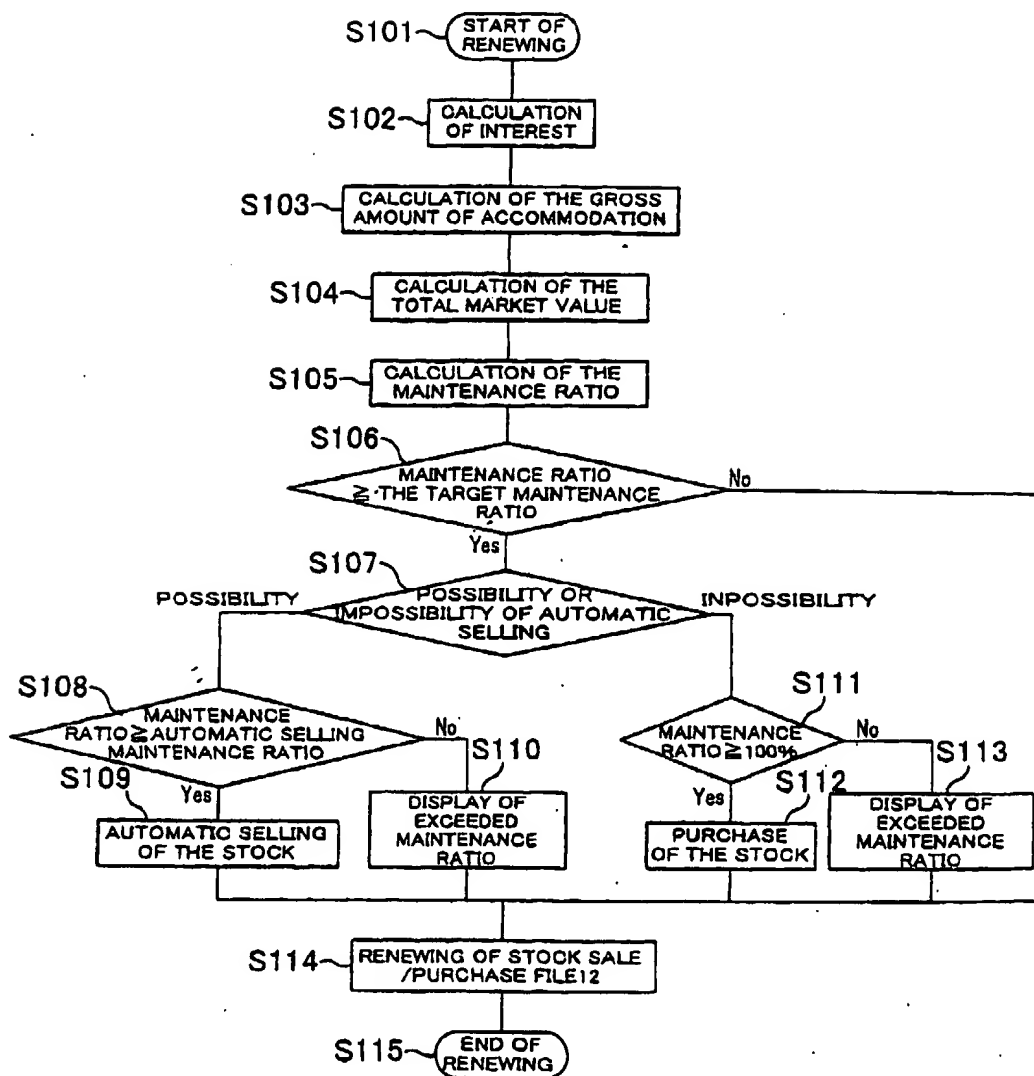 S101
START OF
RENEWING
S102
CALCULATION
OF INTEREST
S103
CALCULATION OF THE GROSS
AMOUNT OF ACCOMMODATION
S104
CALCULATION OF THE
TOTAL MARKET VALUE
S105
CALCULATION OF THE
MAINTENANCE RATIO
S106
MAINTENANCE RATIO
≧ THE TARGET MAINTENANCE
RATIO
No
Yes
S107
POSSIBILITY OR
IMPOSSIBILITY OF AUTOMATIC
SELLING
POSSIBILITY
INPOSSIBILITY
S108
MAINTENANCE
RATIO≧AUTOMATIC SELLING
MAINTENANCE RATIO
No
Yes
S111
MAINTENANCE
RATIO≧100%
No
Yes
S109
AUTOMATIC SELLING
OF THE STOCK
S110
DISPLAY OF
EXCEEDED
MAINTENANCE
RATIO
S112
PURCHASE
OF THE STOCK
S113
DISPLAY OF
EXCEEDED
MAINTENANCE
RATIO
S114
RENEWING OF STOCK SALE
/PURCHASE FILE12
S115
END OF
RENEWING